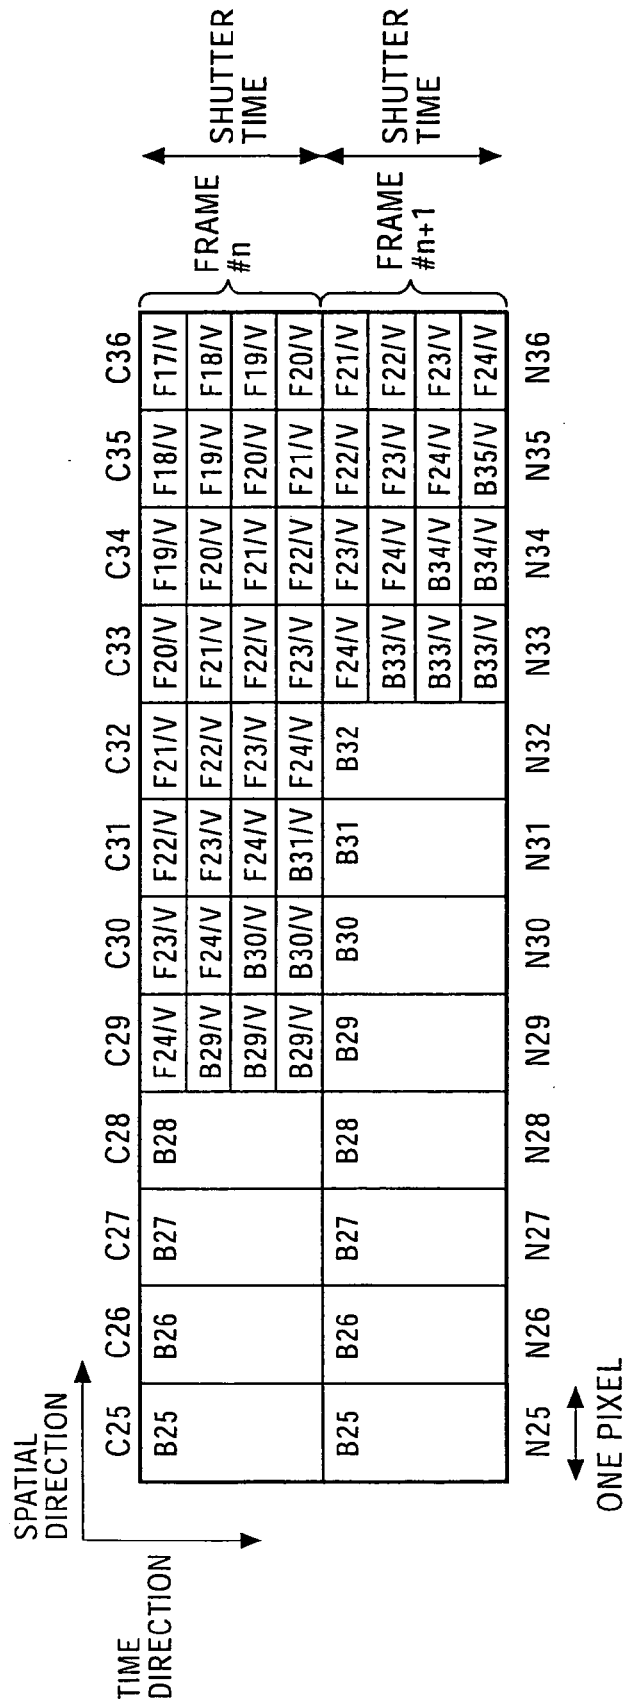 SPATIAL
DIRECTION
TIME
DIRECTION
C25 C26 C27 C28 C29 C30 C31 C32 C33 C34 C35 C36
B25 B26 B27 B28 F24/V F23/V F22/V F21/V F20/V F19/V F18/V F17/V
B29/V F24/V F23/V F22/V F21/V F20/V F19/V F18/V
B29/V B30/V F24/V F23/V F22/V F21/V F20/V F19/V
B29/V B30/V B31/V F24/V F23/V F22/V F21/V F20/V
FRAME
#n
SHUTTER
TIME
B25 B26 B27 B28 B29 B30 B31 B32 F24/V F23/V F22/V F21/V
B33/V F24/V F23/V F22/V
B33/V B34/V F24/V F23/V
B33/V B34/V B35/V F24/V
FRAME
#n+1
SHUTTER
TIME
N25 N26 N27 N28 N29 N30 N31 N32 N33 N34 N35 N36
ONE PIXEL